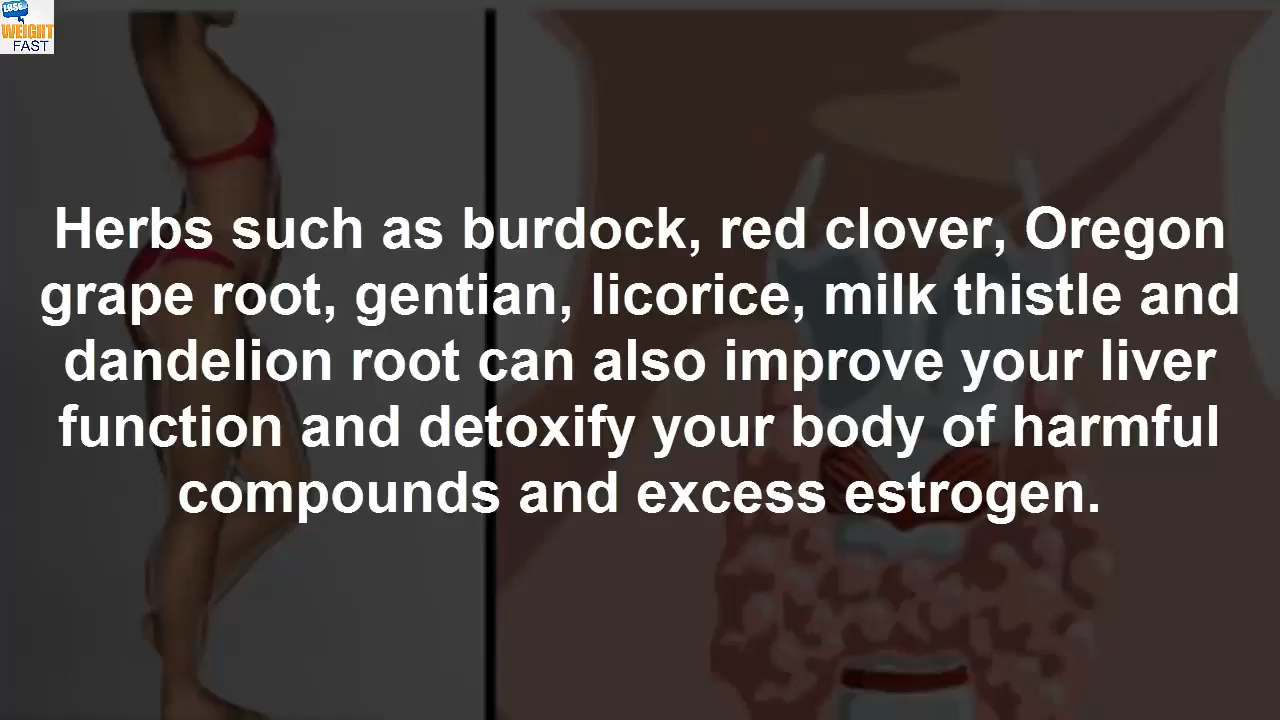 LOSE
WEIGHT
FAST
Herbs such as burdock, red clover, Oregon
grape root, gentian, licorice, milk thistle and
dandelion root can also improve your liver
function and detoxify your body of harmful
compounds and excess estrogen.